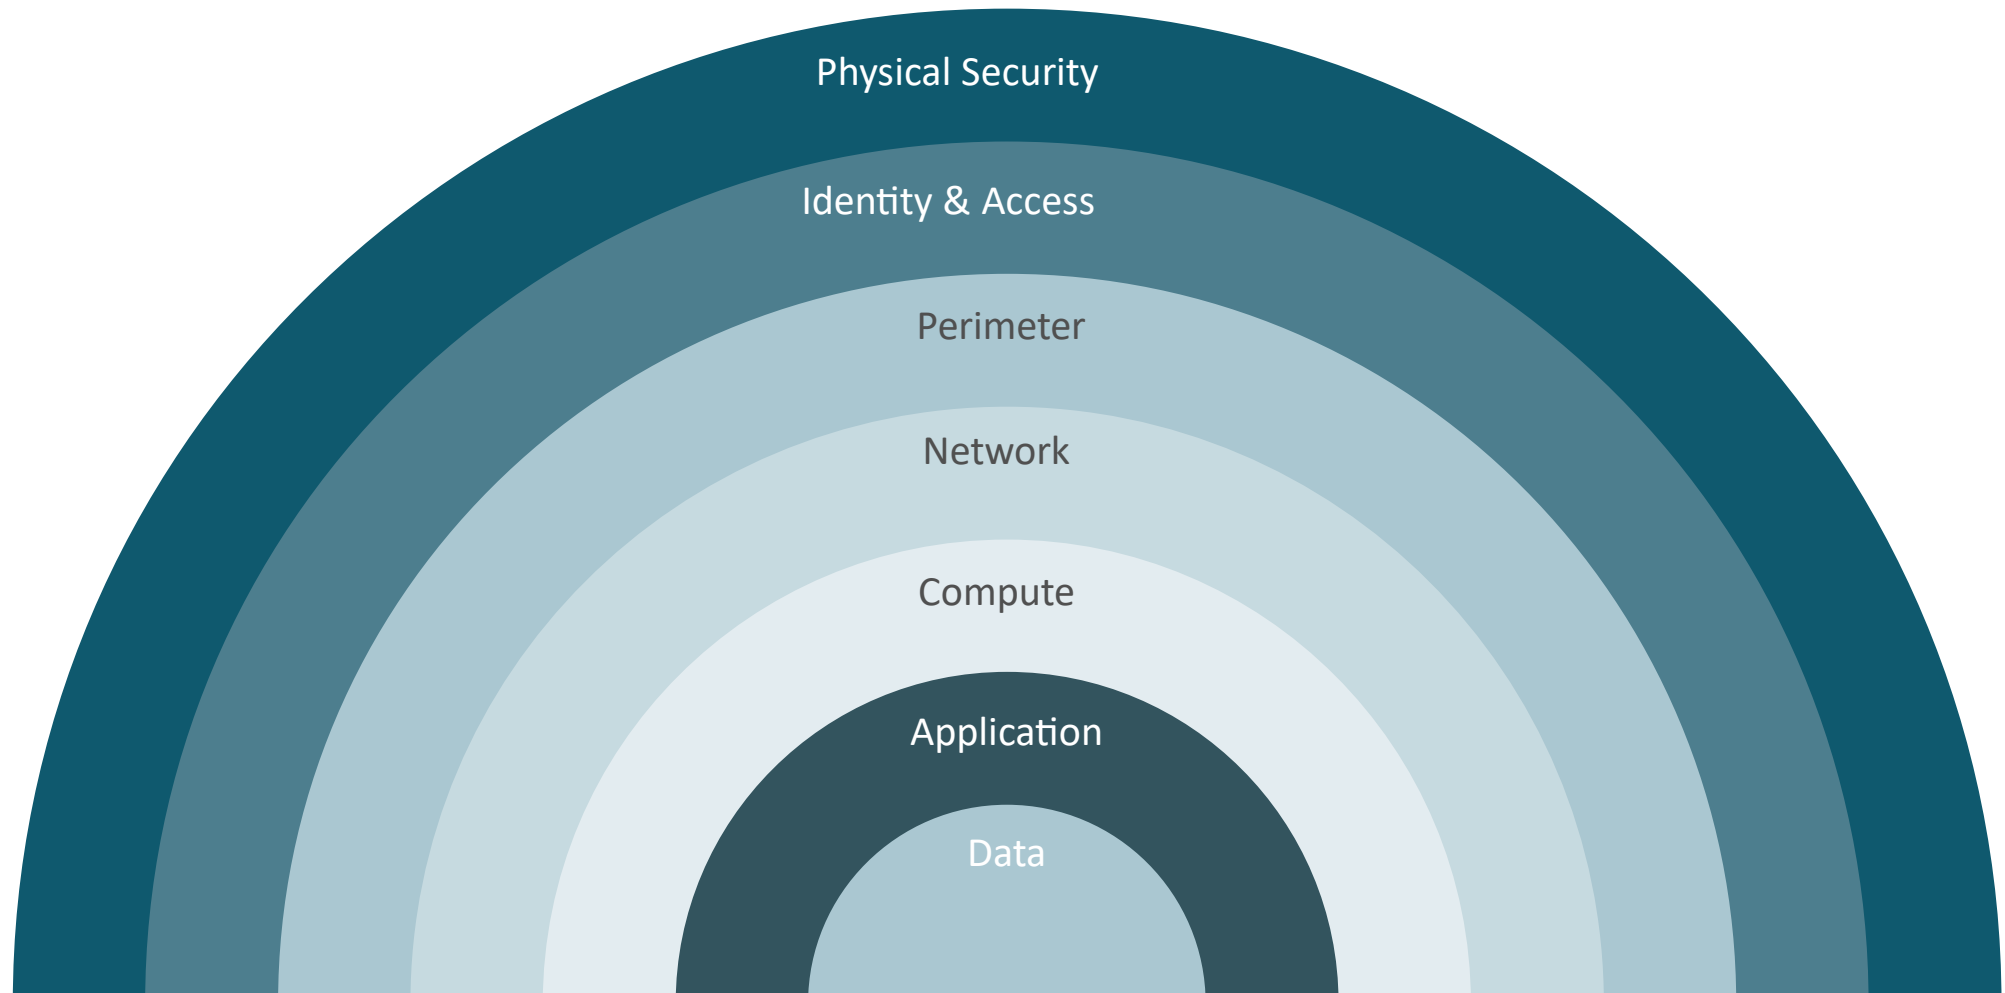 Physical Security
Identity & Access
Perimeter
Network
Compute
Application
Data